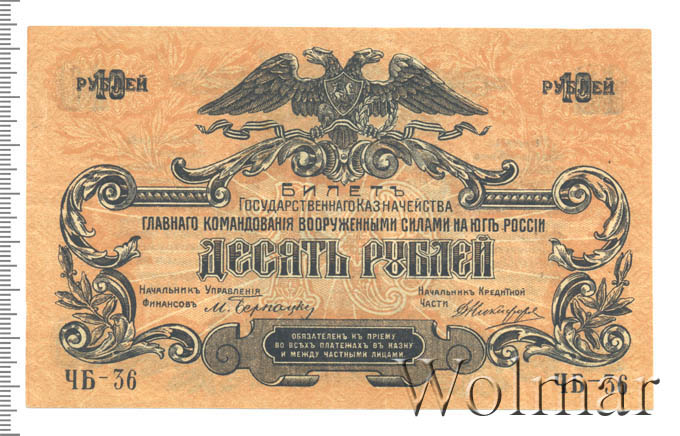 10 РУБЛЕЙ
10 РУБЛЕЙ
БИЛЕТЪ
ГОСУДАРСТВЕННАГО КАЗНАЧЕЙСТВА
ГЛАВНАГО КОМАНДОВАНІЯ ВООРУЖЕННЫМИ СИЛАМИ НА ЮГѢ РОССІИ
ДЕСЯТЬ РУБЛЕЙ
НАЧАЛЬНИКЪ УПРАВЛЕНІЯ
ФИНАНСОВЪ
НАЧАЛЬНИКЪ КРЕДИТНОЙ
ЧАСТИ
ОБЯЗАТЕЛЕНЪ КЪ ПРІЕМУ
ВО ВСѢХЪ ПЛАТЕЖАХЪ ВЪ КАЗНУ
И МЕЖДУ ЧАСТНЫМИ ЛИЦАМИ.
ЧБ-36
ЧБ-36
Wolmar